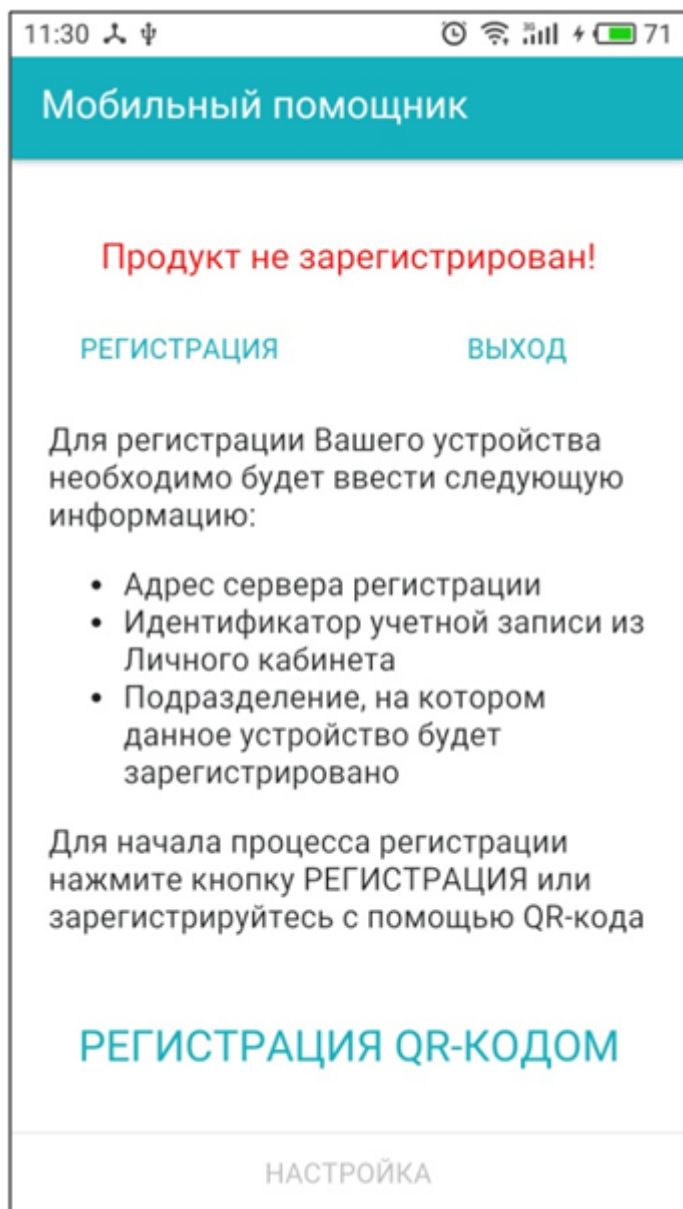 11:30 3G 71
Мобильный помощник
Продукт не зарегистрирован!
РЕГИСТРАЦИЯ ВЫХОД
Для регистрации Вашего устройства
необходимо будет ввести следующую
информацию:
• Адрес сервера регистрации
• Идентификатор учетной записи из
Личного кабинета
• Подразделение, на котором
данное устройство будет
зарегистрировано
Для начала процесса регистрации
нажмите кнопку РЕГИСТРАЦИЯ или
зарегистрируйтесь с помощью QR-кода
РЕГИСТРАЦИЯ QR-КОДОМ
НАСТРОЙКА